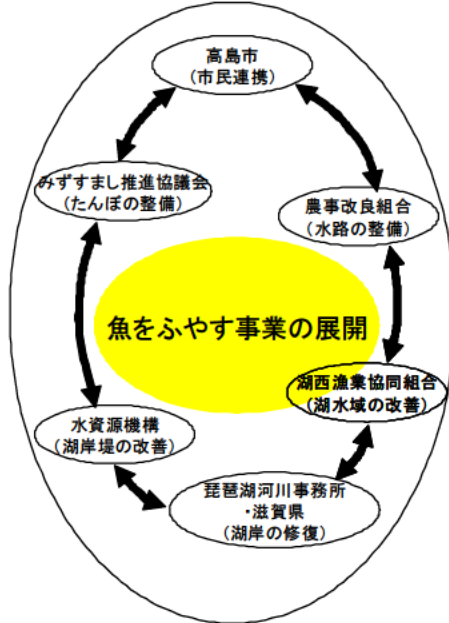 高島市
(市民連携)
みずすまし推進協議会
(たんぼの整備)
農事改良組合
(水路の整備)
魚をふやす事業の展開
湖西漁業協同組合
(湖水域の改善)
水資源機構
(湖岸堤の改善)
琵琶湖河川事務所
・滋賀県
(湖岸の修復)